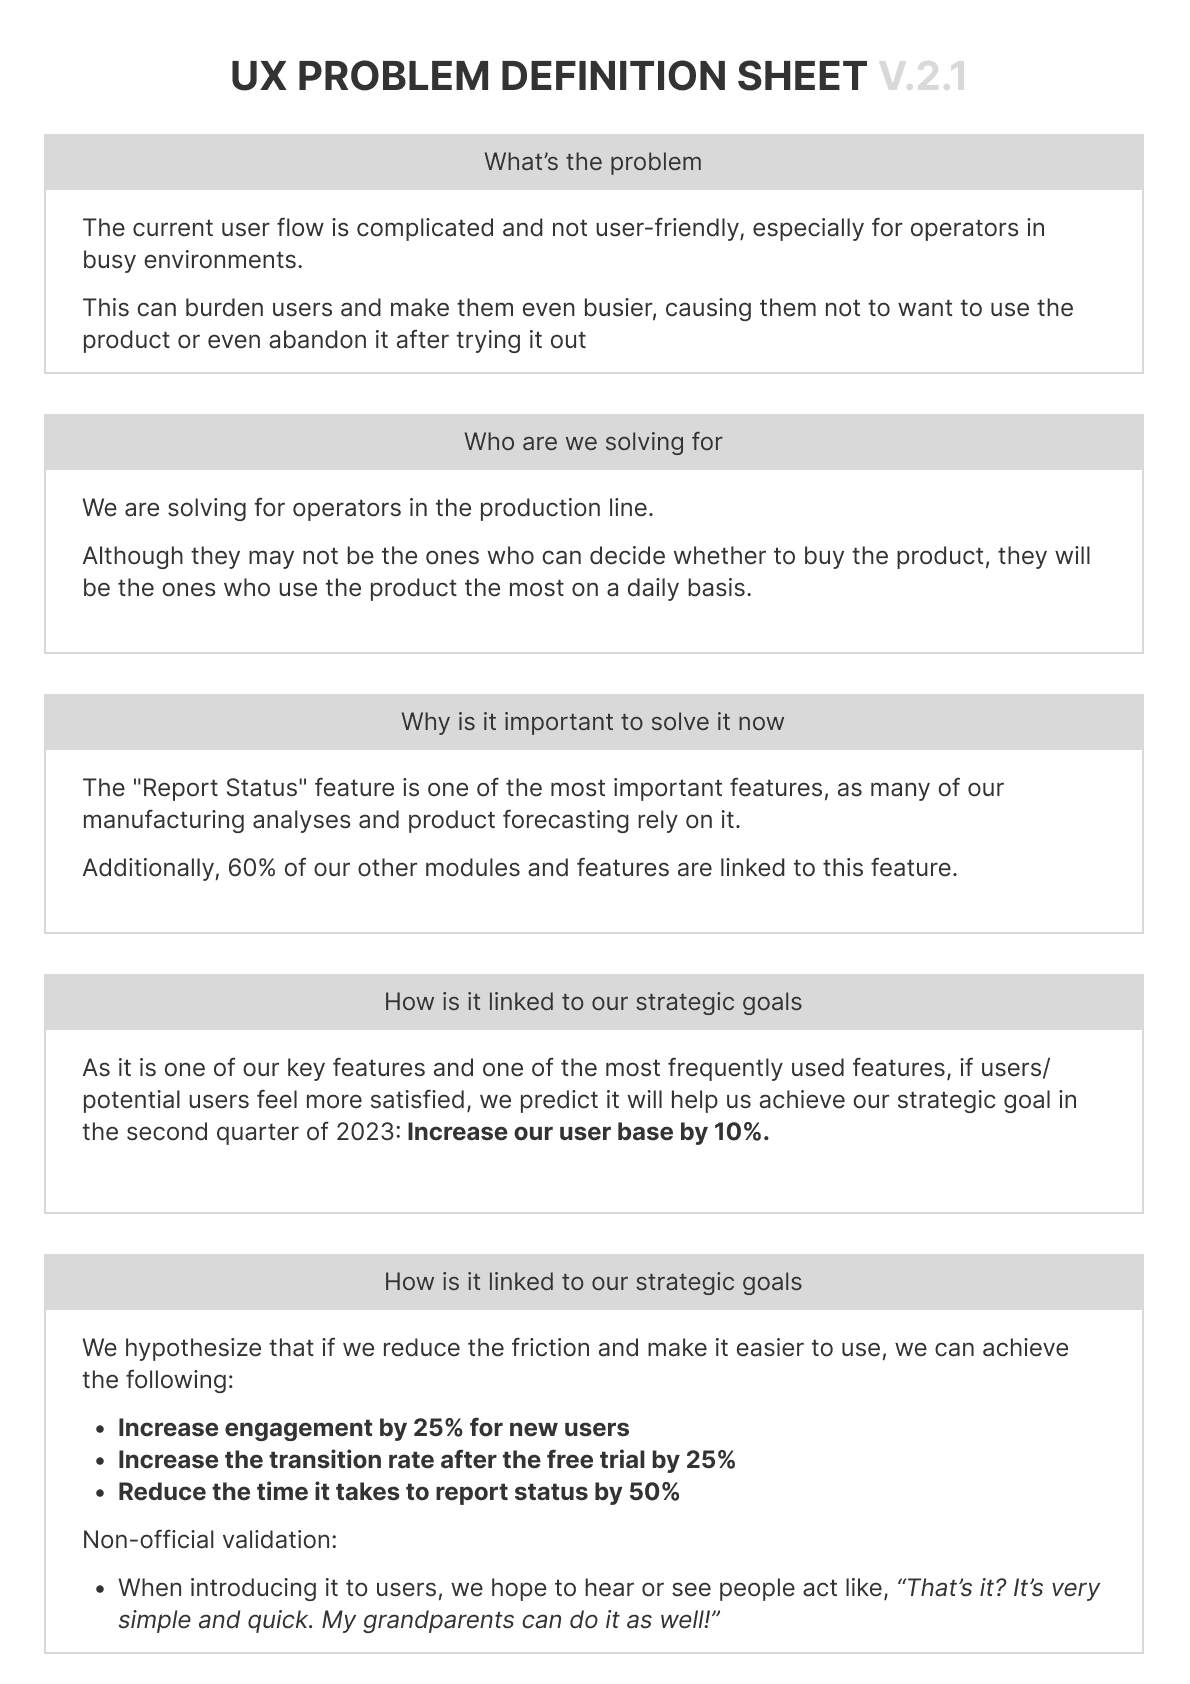 UX PROBLEM DEFINITION SHEET V.2.1
What’s the problem
The current user flow is complicated and not user-friendly, especially for operators in
busy environments.
This can burden users and make them even busier, causing them not to want to use the
product or even abandon it after trying it out
Who are we solving for
We are solving for operators in the production line.
Although they may not be the ones who can decide whether to buy the product, they will
be the ones who use the product the most on a daily basis.
Why is it important to solve it now
The "Report Status" feature is one of the most important features, as many of our
manufacturing analyses and product forecasting rely on it.
Additionally, 60% of our other modules and features are linked to this feature.
How is it linked to our strategic goals
As it is one of our key features and one of the most frequently used features, if users/
potential users feel more satisfied, we predict it will help us achieve our strategic goal in
the second quarter of 2023: Increase our user base by 10%.
How is it linked to our strategic goals
We hypothesize that if we reduce the friction and make it easier to use, we can achieve
the following:
• Increase engagement by 25% for new users
• Increase the transition rate after the free trial by 25%
• Reduce the time it takes to report status by 50%
Non-official validation:
• When introducing it to users, we hope to hear or see people act like, “That’s it? It’s very
simple and quick. My grandparents can do it as well!”